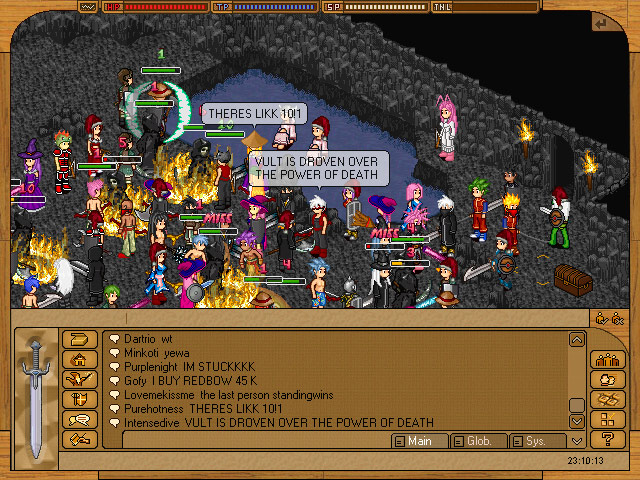 HP
TP
SP
TNL
1
THERES LIKK 10!1
VULT IS DROVEN OVER
THE POWER OF DEATH
5
MISS
MISS
Dartrio wt
Minkoti yewa
Purplenight IM STUCKKKK
Gofy I BUY REDBOW 45 K
Lovemekissme the last person standingwins
Purehotness THERES LIKK 10!1
Intensedive VULT IS DROVEN OVER THE POWER OF DEATH
Main
Glob.
Sys.
?
23:10:13